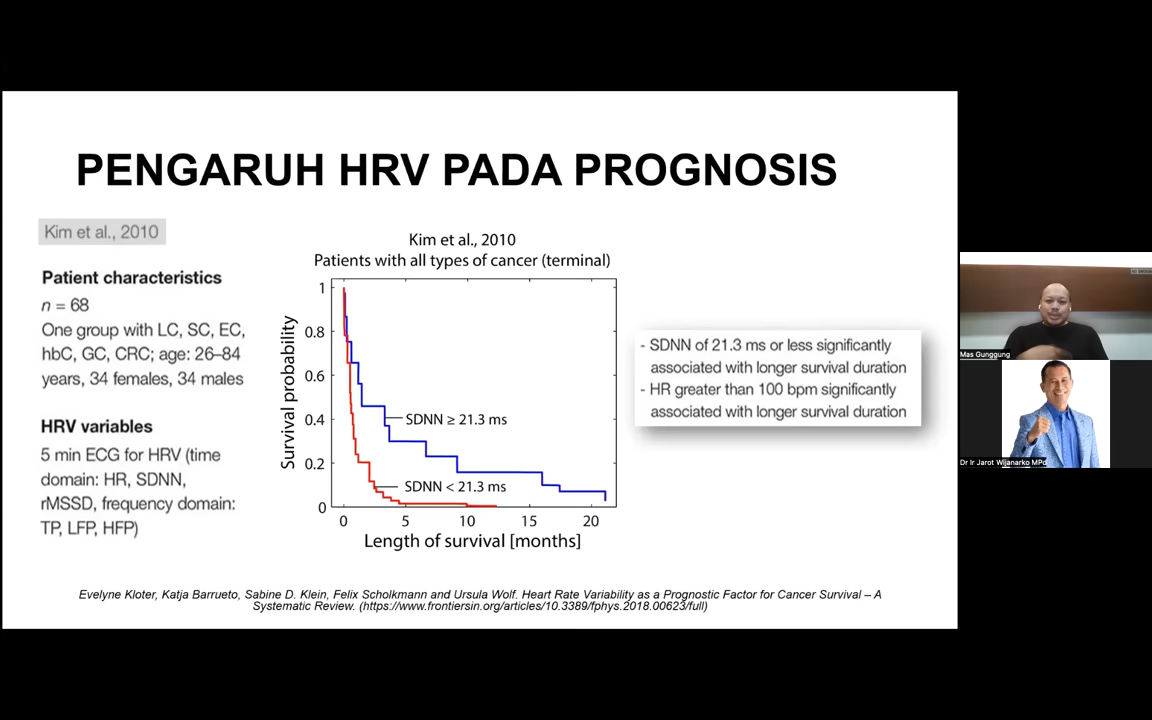 PENGARUH HRV PADA PROGNOSIS
Kim et al., 2010
Patient characteristics
n = 68
One group with LC, SC, EC,
hbC, GC, CRC; age: 26–84
years, 34 females, 34 males
HRV variables
5 min ECG for HRV (time
domain: HR, SDNN,
rMSSD, frequency domain:
TP, LFP, HFP)
Kim et al., 2010
Patients with all types of cancer (terminal)
Survival probability
1
0.8
0.6
0.4
0.2
0
SDNN ≥ 21.3 ms
SDNN < 21.3 ms
0 5 10 15 20
Length of survival [months]
- SDNN of 21.3 ms or less significantly
associated with longer survival duration
- HR greater than 100 bpm significantly
associated with longer survival duration
Evelyne Kloter, Katja Barrueto, Sabine D. Klein, Felix Scholkmann and Ursula Wolf. Heart Rate Variability as a Prognostic Factor for Cancer Survival – A
Systematic Review. (https://www.frontiersin.org/articles/10.3389/fphys.2018.00623/full)
Mas Gunggung
Dr Ir Jarot Wijanarko MPd